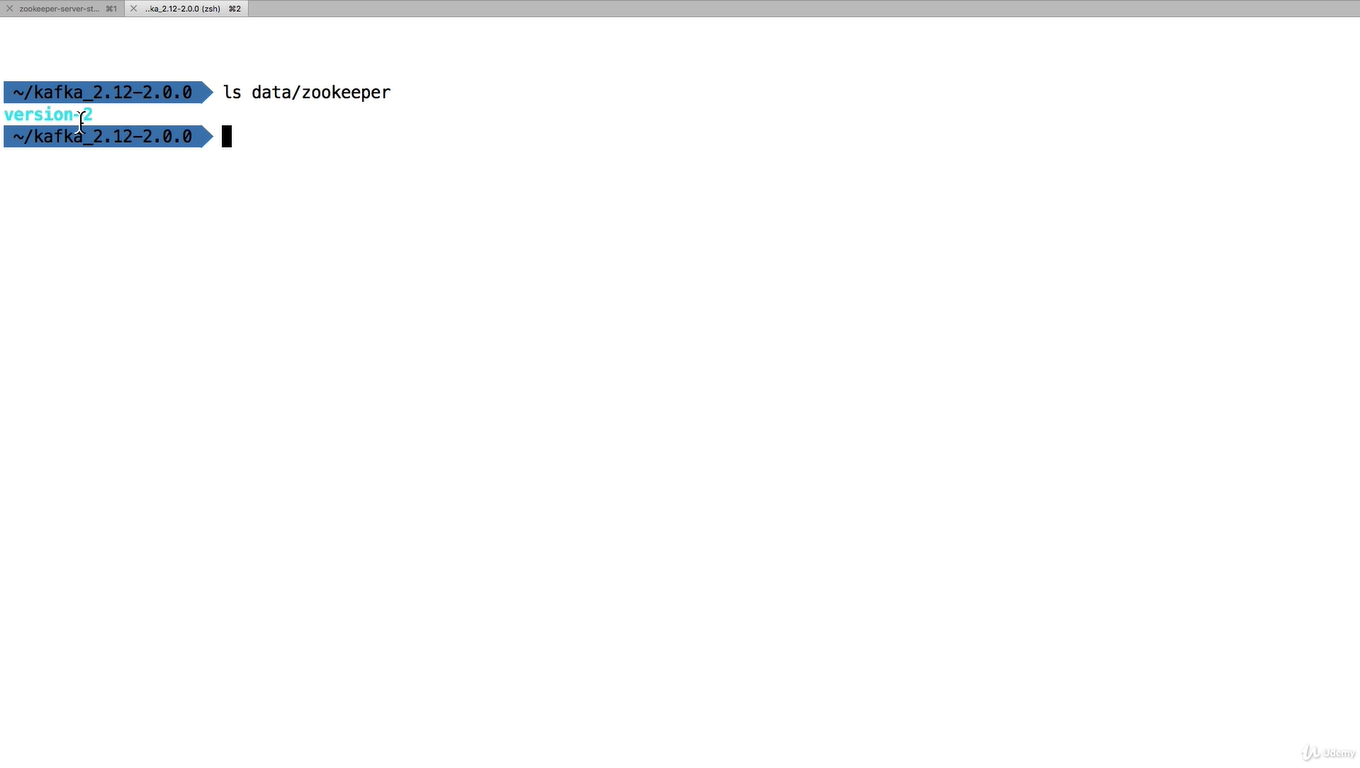 zookeeper-server-st... ⌘1
..ka_2.12-2.0.0 (zsh) ⌘2
~/kafka_2.12-2.0.0 ls data/zookeeper
version-2
~/kafka_2.12-2.0.0
Udemy